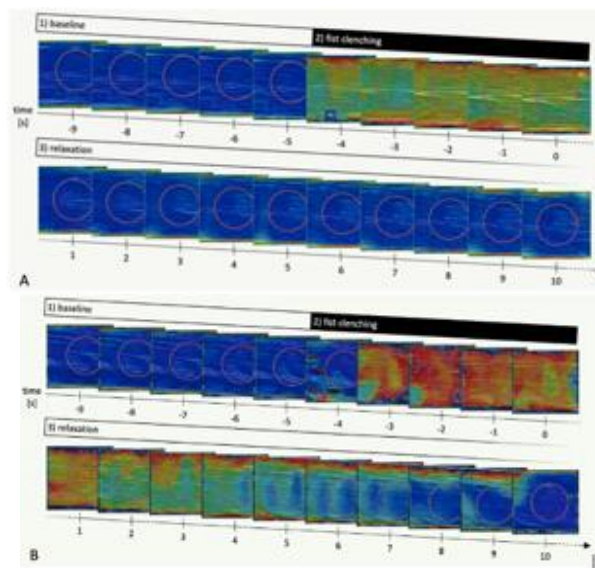 1) baseline
2) fist clenching
time
[s]
-9 -8 -7 -6 -5 -4 -3 -2 -1 0
3) relaxation
1 2 3 4 5 6 7 8 9 10
A
1) baseline
2) fist clenching
time
[s]
-9 -8 -7 -6 -5 -4 -3 -2 -1 0
3) relaxation
1 2 3 4 5 6 7 8 9 10
B